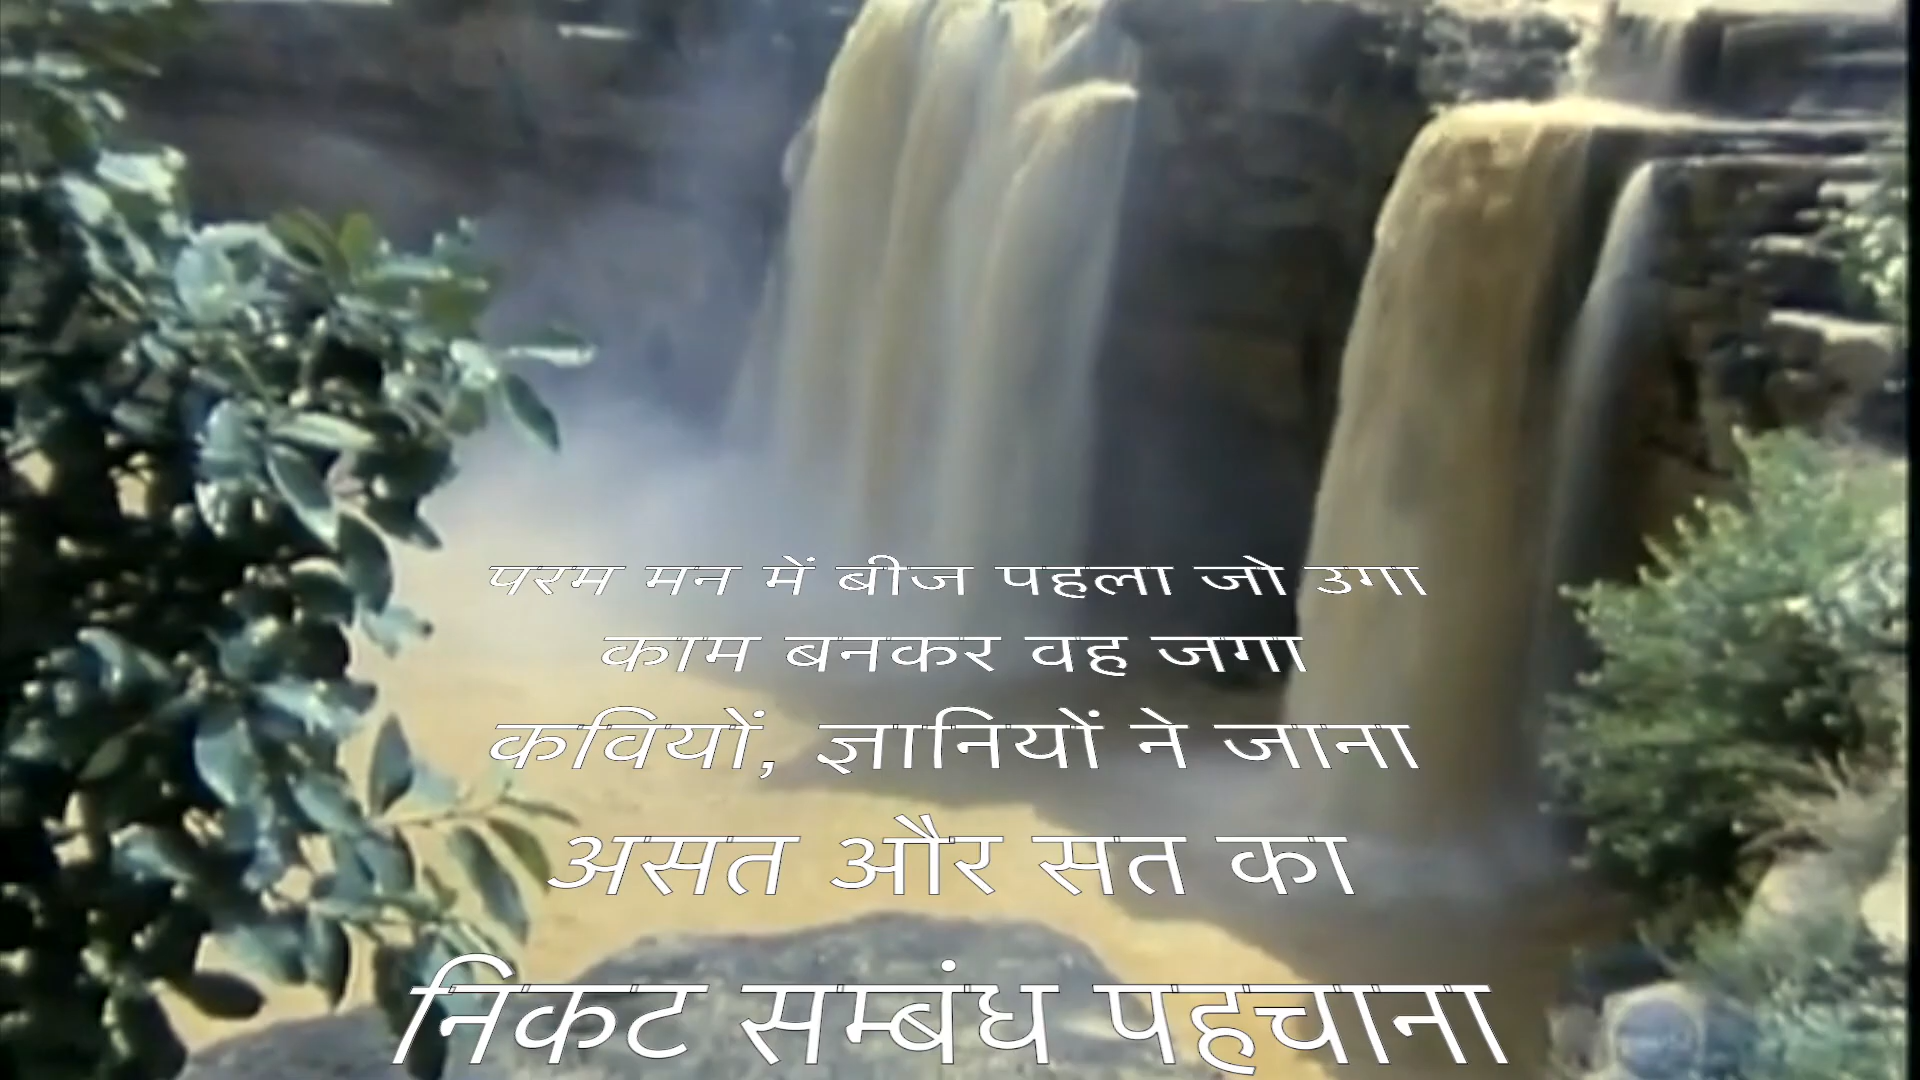 परम मन में बीज पहला जो उगा
काम बनकर वह जगा
कवियों, ज्ञानियों ने जाना
असत और सत का
निकट सम्बंध पहचाना